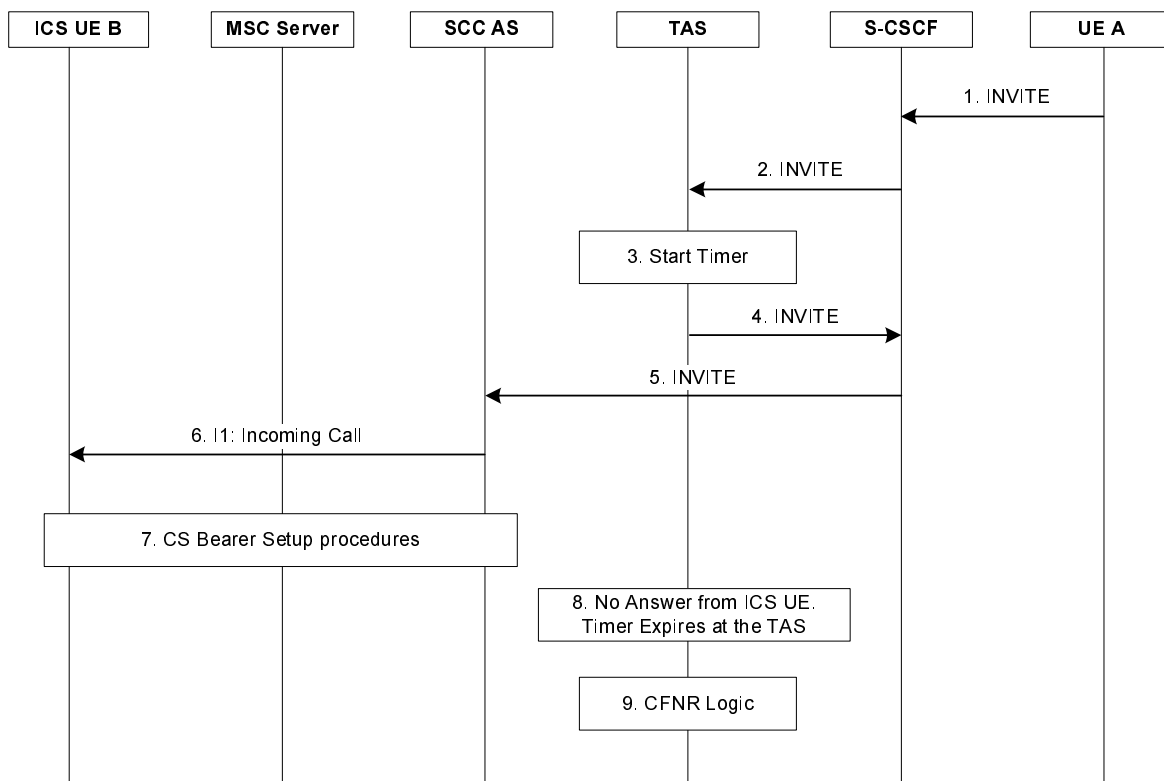 ICS UE B
MSC Server
SCC AS
TAS
S-CSCF
UE A
1. INVITE
2. INVITE
3. Start Timer
4. INVITE
5. INVITE
6. I1: Incoming Call
7. CS Bearer Setup procedures
8. No Answer from ICS UE.
Timer Expires at the TAS
9. CFNR Logic